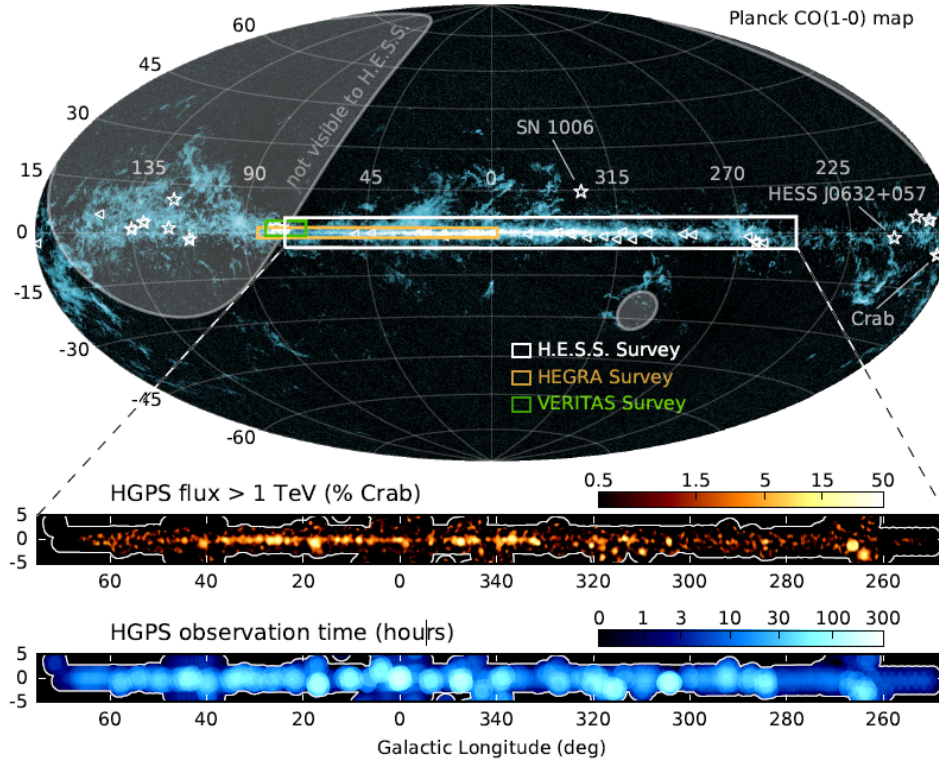 Planck CO(1-0) map
60
45
30
15
0
-15
-30
-45
-60
not visible to H.E.S.S.
SN 1006
135
90
45
0
315
270
225
HESS J0632+057
Crab
H.E.S.S. Survey
HEGRA Survey
VERITAS Survey
HGPS flux > 1 TeV (% Crab)
0.5 1.5 5 15 50
5
0
-5
60 40 20 0 340 320 300 280 260
HGPS observation time (hours)
0 1 3 10 30 100 300
5
0
-5
60 40 20 0 340 320 300 280 260
Galactic Longitude (deg)